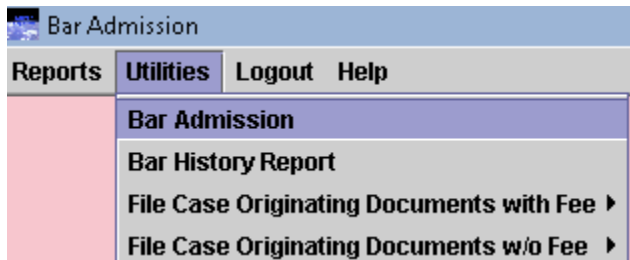 Bar Admission
Reports Utilities Logout Help
Bar Admission
Bar History Report
File Case Originating Documents with Fee
File Case Originating Documents w/o Fee